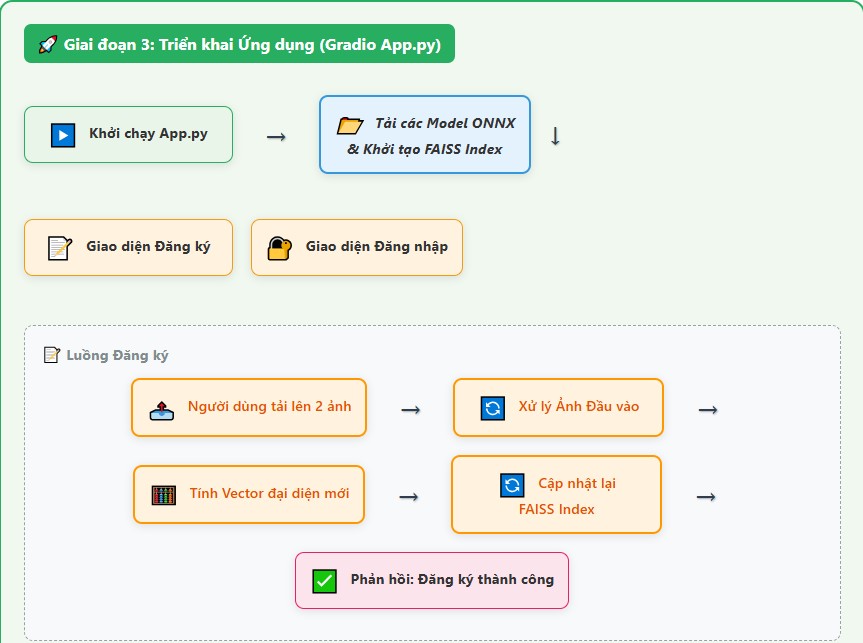 🚀 Giai đoạn 3: Triển khai Ứng dụng (Gradio App.py)
Khởi chạy App.py
→
Tải các Model ONNX
& Khởi tạo FAISS Index
↓
Giao diện Đăng ký
Giao diện Đăng nhập
Luồng Đăng ký
Người dùng tải lên 2 ảnh
→
Xử lý Ảnh Đầu vào
→
Tính Vector đại diện mới
→
Cập nhật lại
FAISS Index
→
Phản hồi: Đăng ký thành công